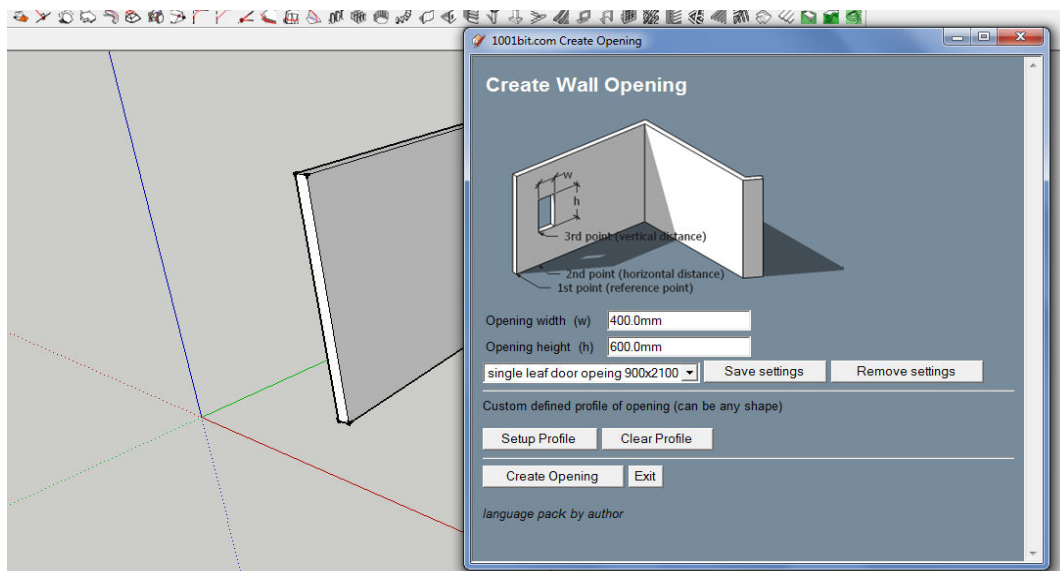 1001bit.com Create Opening
Create Wall Opening
w
h
3rd point (vertical distance)
2nd point (horizontal distance)
1st point (reference point)
Opening width (w) 400.0mm
Opening height (h) 600.0mm
single leaf door opeing 900x2100 Save settings Remove settings
Custom defined profile of opening (can be any shape)
Setup Profile Clear Profile
Create Opening Exit
language pack by author